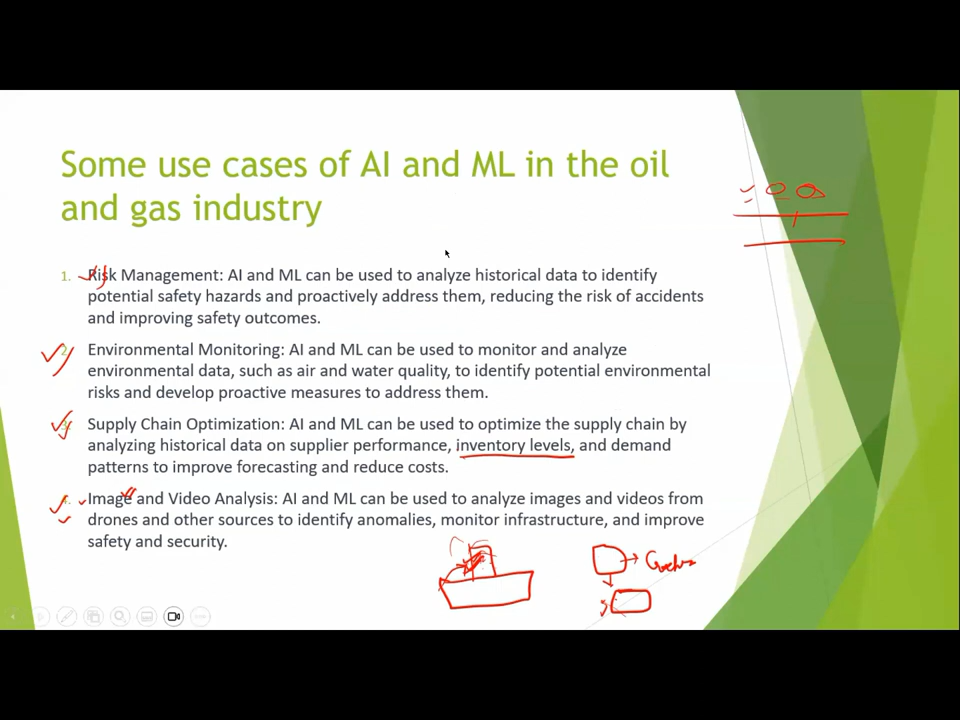 Some use cases of AI and ML in the oil
and gas industry
1. Risk Management: AI and ML can be used to analyze historical data to identify
potential safety hazards and proactively address them, reducing the risk of accidents
and improving safety outcomes.
2. Environmental Monitoring: AI and ML can be used to monitor and analyze
environmental data, such as air and water quality, to identify potential environmental
risks and develop proactive measures to address them.
3. Supply Chain Optimization: AI and ML can be used to optimize the supply chain by
analyzing historical data on supplier performance, inventory levels, and demand
patterns to improve forecasting and reduce costs.
4. Image and Video Analysis: AI and ML can be used to analyze images and videos from
drones and other sources to identify anomalies, monitor infrastructure, and improve
safety and security.